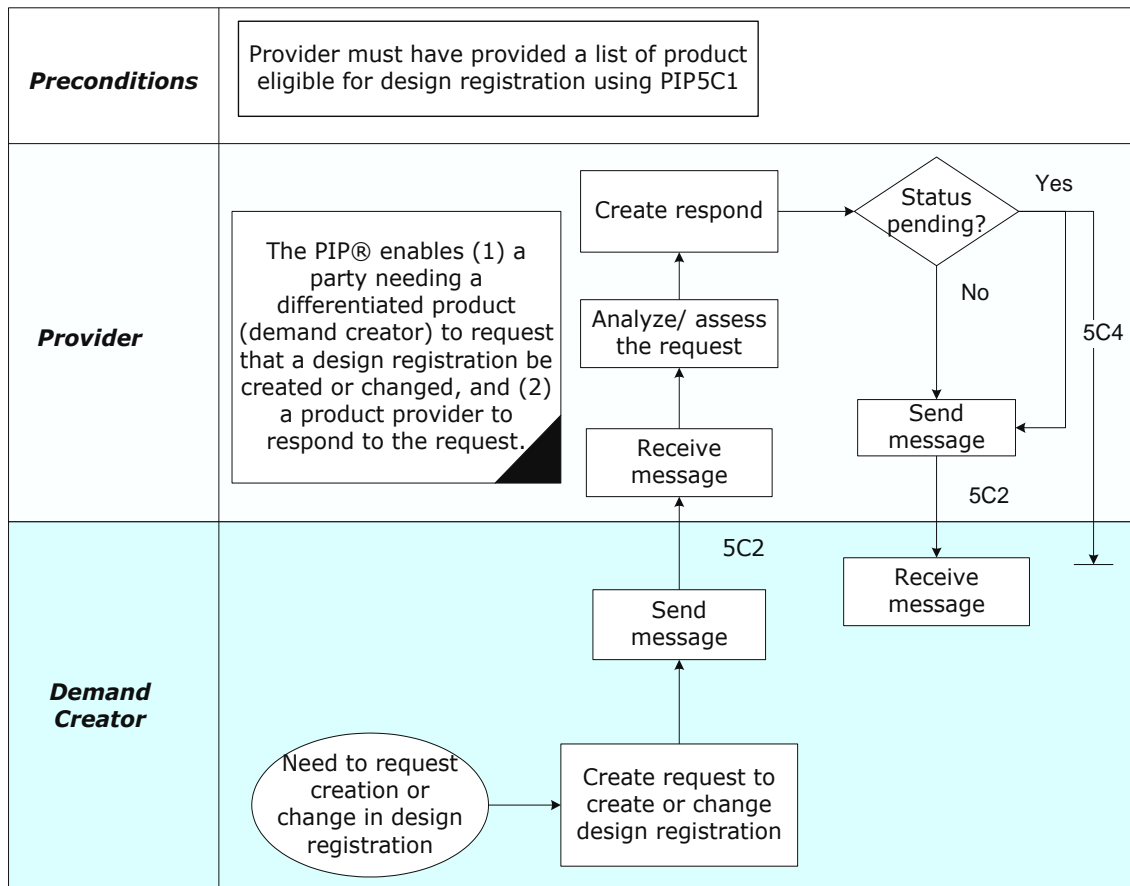 Preconditions
Provider must have provided a list of product
eligible for design registration using PIP5C1
Provider
The PIP® enables (1) a
party needing a
differentiated product
(demand creator) to request
that a design registration be
created or changed, and (2)
a product provider to
respond to the request.
Create respond
Analyze/ assess
the request
Receive
message
Status
pending?
Yes
No
5C4
Send
message
5C2
Demand
Creator
5C2
Send
message
Receive
message
Need to request
creation or
change in design
registration
Create request to
create or change
design registration